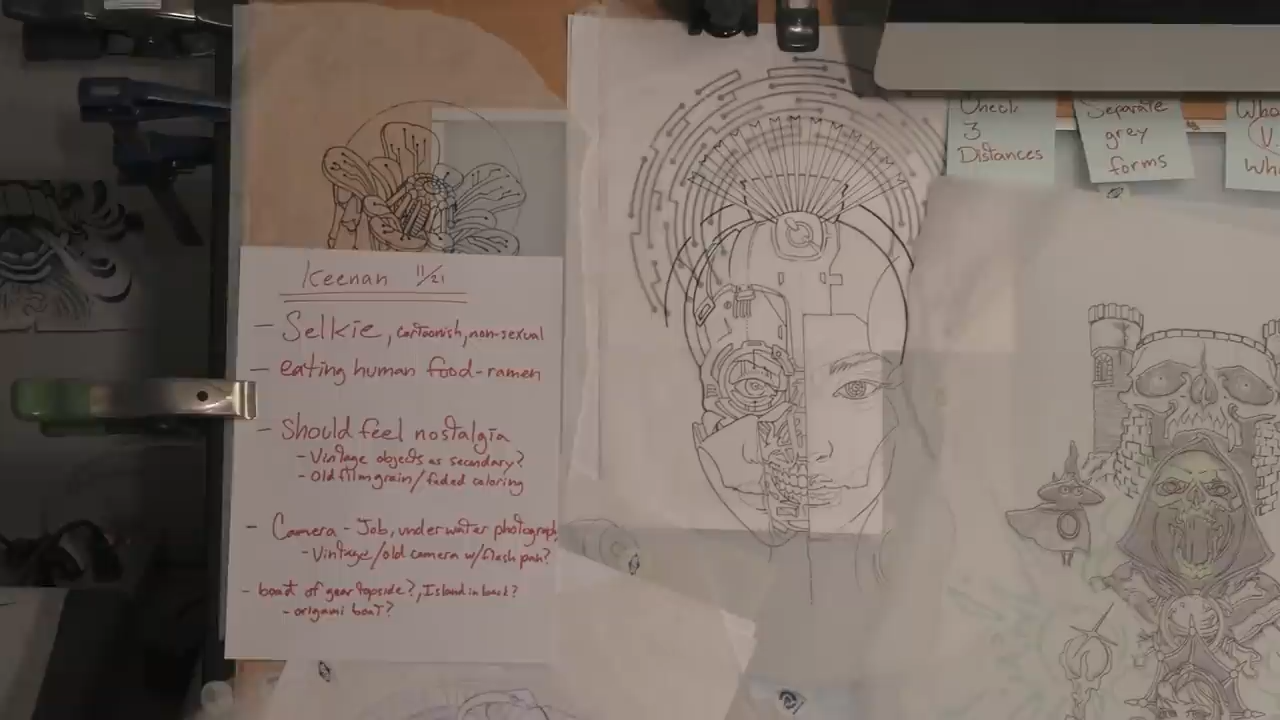 Keenan 11/21
- Selkie, cartoonish, non-sexual
- eating human food-ramen
- Should feel nostalgia
- Vintage objects as secondary?
- Old film grain/faded coloring
- Camera - Job, underwater photograph
- Vintage/old camera w/flash pan?
- boat of gear topside?, Island in back?
- origami boat?
Check
3
Distances
Separate
grey
forms